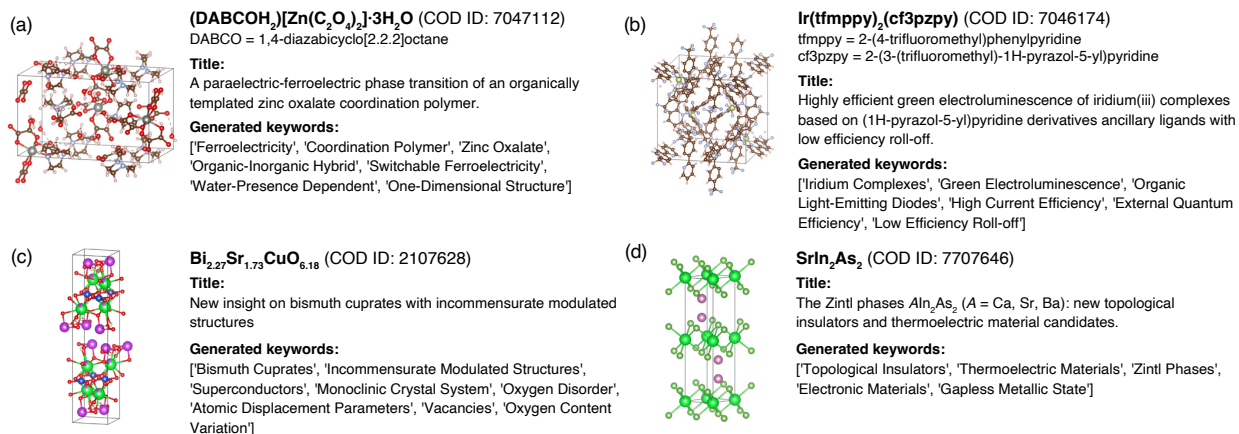 (a)
(DABCOH₂)[Zn(C₂O₄)₂]·3H₂O (COD ID: 7047112)
DABCO = 1,4-diazabicyclo[2.2.2]octane
Title:
A paraelectric-ferroelectric phase transition of an organically
templated zinc oxalate coordination polymer.
Generated keywords:
['Ferroelectricity', 'Coordination Polymer', 'Zinc Oxalate',
'Organic-Inorganic Hybrid', 'Switchable Ferroelectricity',
'Water-Presence Dependent', 'One-Dimensional Structure']
(b)
Ir(tfmppy)₂(cf3pzpy) (COD ID: 7046174)
tfmppy = 2-(4-trifluoromethyl)phenylpyridine
cf3pzpy = 2-(3-(trifluoromethyl)-1H-pyrazol-5-yl)pyridine
Title:
Highly efficient green electroluminescence of iridium(iii) complexes
based on (1H-pyrazol-5-yl)pyridine derivatives ancillary ligands with
low efficiency roll-off.
Generated keywords:
['Iridium Complexes', 'Green Electroluminescence', 'Organic
Light-Emitting Diodes', 'High Current Efficiency', 'External Quantum
Efficiency', 'Low Efficiency Roll-off']
(c)
Bi₂.₂₇Sr₁.₇₃CuO₆.₁₈ (COD ID: 2107628)
Title:
New insight on bismuth cuprates with incommensurate modulated
structures
Generated keywords:
['Bismuth Cuprates', 'Incommensurate Modulated Structures',
'Superconductors', 'Monoclinic Crystal System', 'Oxygen Disorder',
'Atomic Displacement Parameters', 'Vacancies', 'Oxygen Content
Variation']
(d)
SrIn₂As₂ (COD ID: 7707646)
Title:
The Zintl phases AIn₂As₂ (A = Ca, Sr, Ba): new topological
insulators and thermoelectric material candidates.
Generated keywords:
['Topological Insulators', 'Thermoelectric Materials', 'Zintl Phases',
'Electronic Materials', 'Gapless Metallic State']